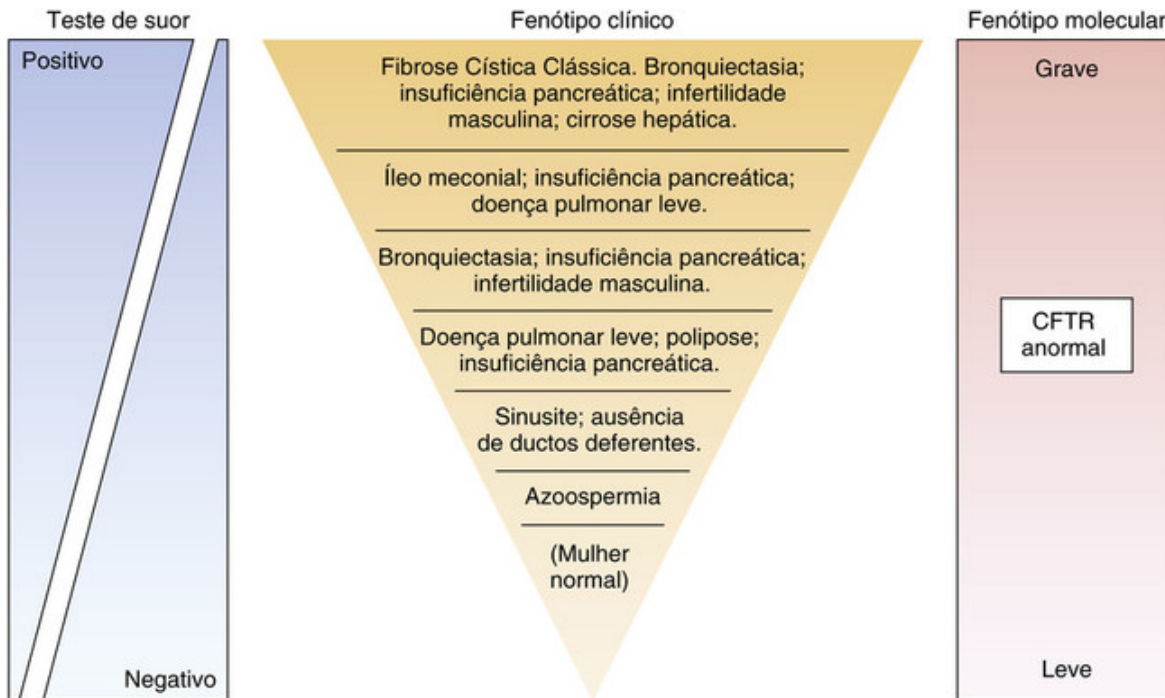 Teste de suor
Positivo
Negativo
Fenótipo clínico
Fibrose Cística Clássica. Bronquiectasia;
insuficiência pancreática; infertilidade
masculina; cirrose hepática.
Íleo meconial; insuficiência pancreática;
doença pulmonar leve.
Bronquiectasia; insuficiência pancreática;
infertilidade masculina.
Doença pulmonar leve; polipose;
insuficiência pancreática.
Sinusite; ausência
de ductos deferentes.
Azoospermia
(Mulher
normal)
Fenótipo molecular
Grave
CFTR
anormal
Leve